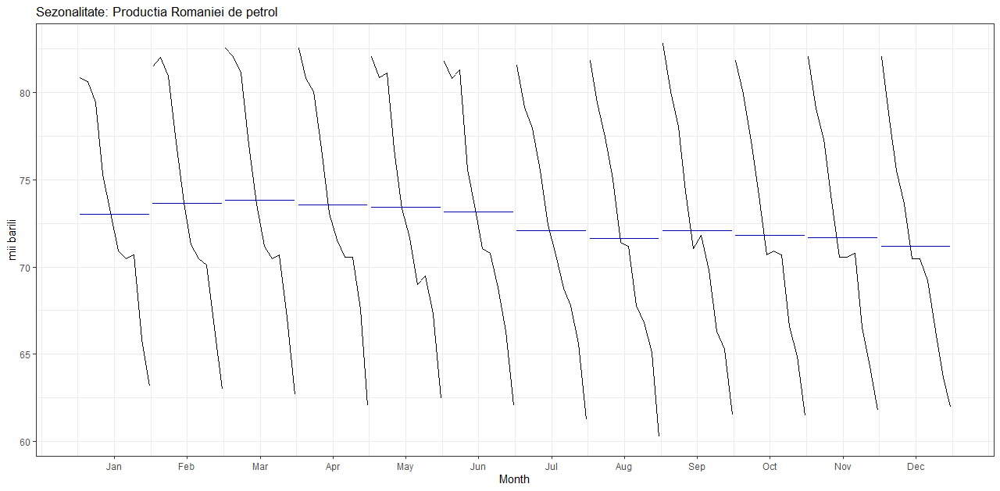 Sezonalitate: Productia Romaniei de petrol
mii barili
80
75
70
65
60
Jan Feb Mar Apr May Jun Jul Aug Sep Oct Nov Dec
Month